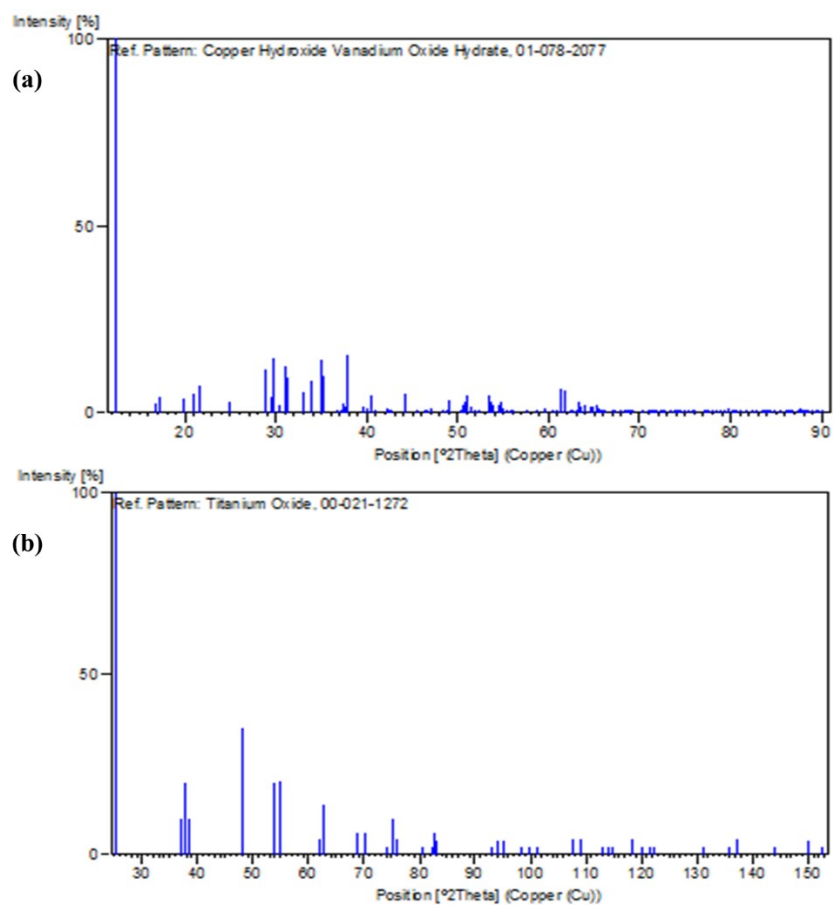 Intensity [%]
100
Ref. Pattern: Copper Hydroxide Vanadium Oxide Hydrate, 01-078-2077
(a)
50
0
20 30 40 50 60 70 80 90
Position [°2Theta] (Copper (Cu))
Intensity [%]
100
Ref. Pattern: Titanium Oxide, 00-021-1272
(b)
50
0
30 40 50 60 70 80 90 100 110 120 130 140 150
Position [°2Theta] (Copper (Cu))